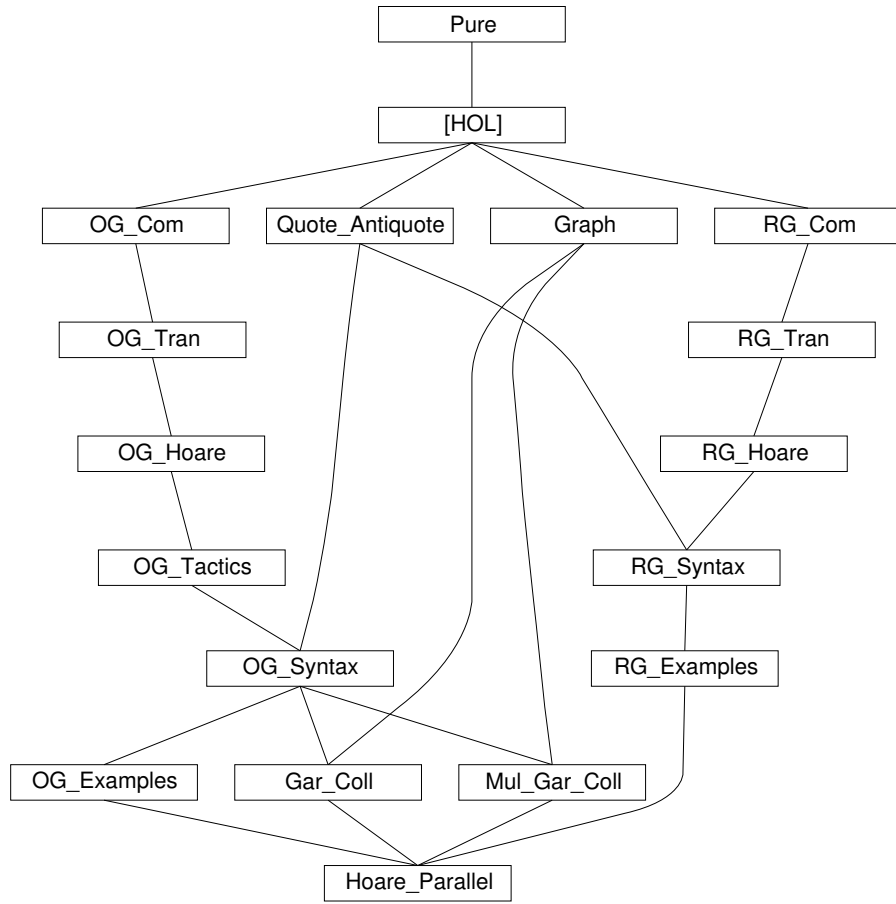 Pure
[HOL]
OG_Com
Quote_Antiquote
Graph
RG_Com
OG_Tran
RG_Tran
OG_Hoare
RG_Hoare
OG_Tactics
RG_Syntax
OG_Syntax
RG_Examples
OG_Examples
Gar_Coll
Mul_Gar_Coll
Hoare_Parallel